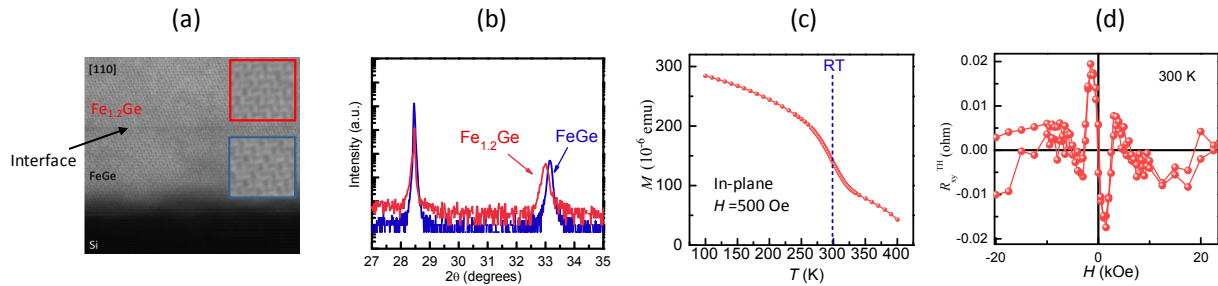 (a)
(b)
(c)
(d)
[110]
Fe1.2Ge
Interface
FeGe
Si
Intensity (a.u.)
Fe1.2Ge
FeGe
27 28 29 30 31 32 33 34 35
2θ (degrees)
M (10-6 emu)
300
200
100
0
RT
In-plane
H =500 Oe
100 150 200 250 300 350 400
T (K)
Rxy TH (ohm)
0.02
0.01
0.00
-0.01
-0.02
300 K
-20 -10 0 10 20
H (kOe)